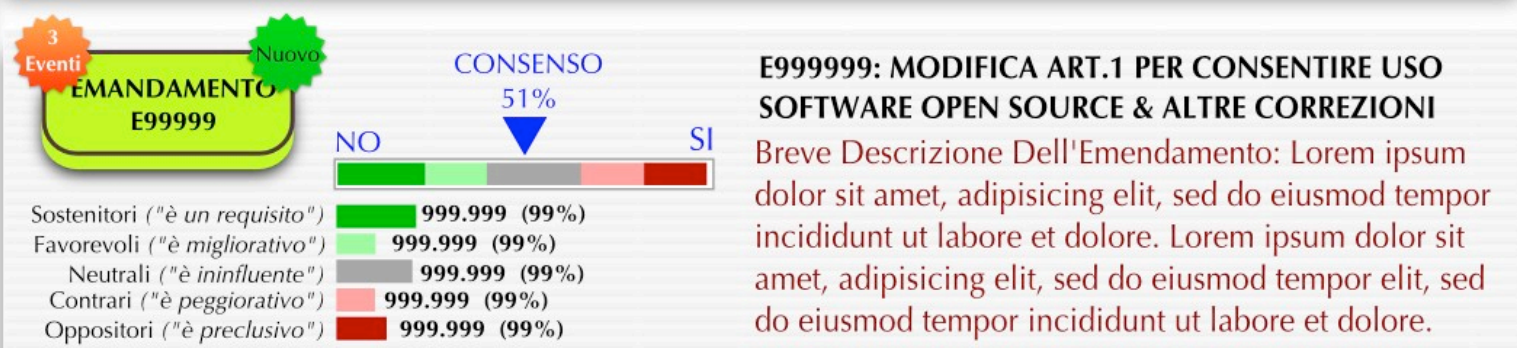 3
Eventi
Nuovo
EMANDAMENTO
E99999
CONSENSO
51%
NO
SI
Sostenitori ("è un requisito") 999.999 (99%)
Favorevoli ("è migliorativo") 999.999 (99%)
Neutrali ("è ininfluente") 999.999 (99%)
Contrari ("è peggiorativo") 999.999 (99%)
Oppositori ("è preclusivo") 999.999 (99%)
E999999: MODIFICA ART.1 PER CONSENTIRE USO
SOFTWARE OPEN SOURCE & ALTRE CORREZIONI
Breve Descrizione Dell'Emendamento: Lorem ipsum
dolor sit amet, adipisicing elit, sed do eiusmod tempor
incididunt ut labore et dolore. Lorem ipsum dolor sit
amet, adipisicing elit, sed do eiusmod tempor elit, sed
do eiusmod tempor incididunt ut labore et dolore.